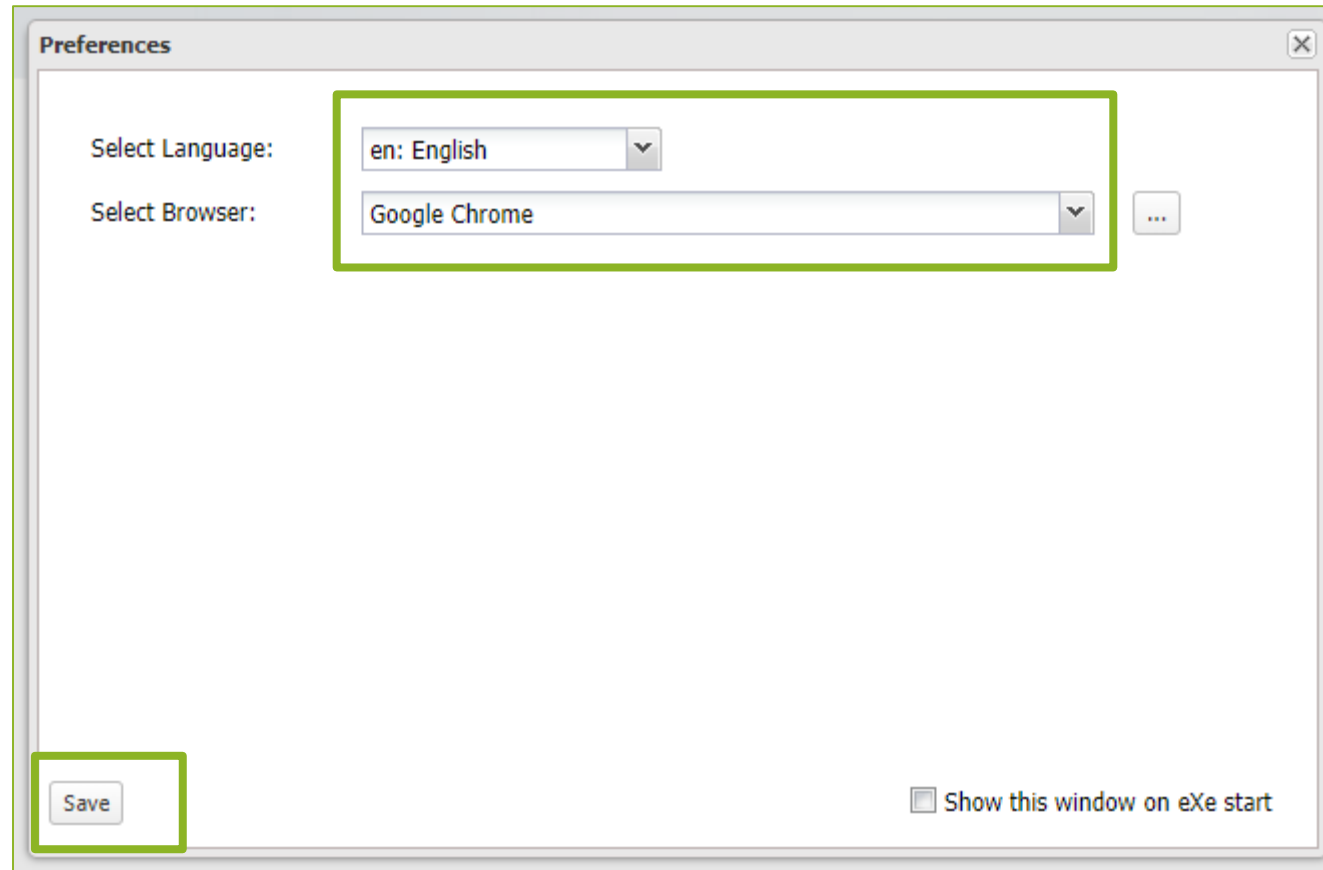 Preferences
Select Language: en: English
Select Browser: Google Chrome ...
Save Show this window on eXe start